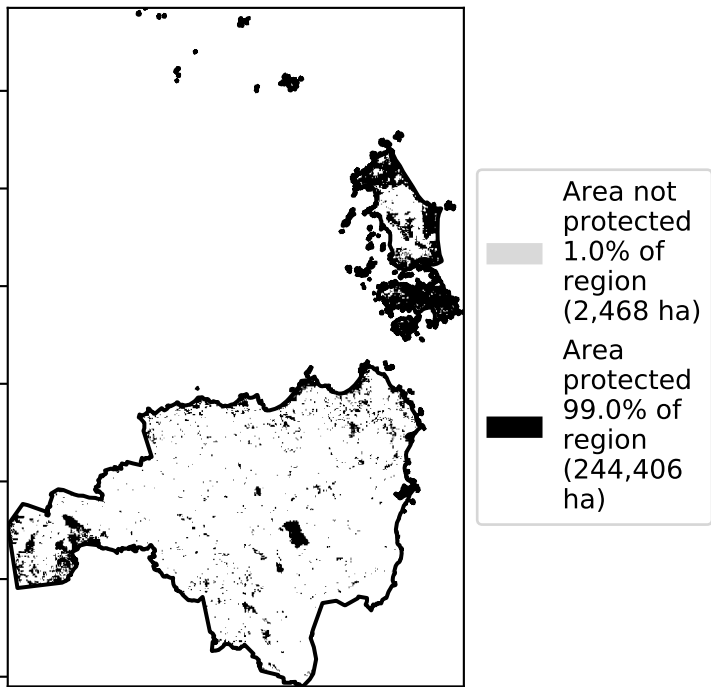 Area not
protected
1.0% of
region
(2,468 ha)
Area
protected
99.0% of
region
(244,406
ha)